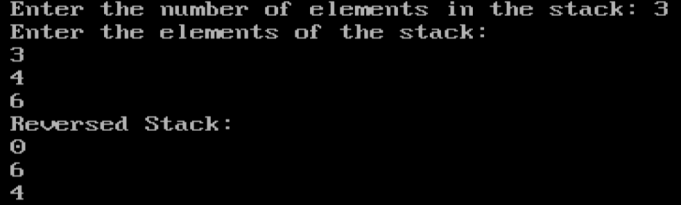 Enter the number of elements in the stack: 3
Enter the elements of the stack:
3
4
6
Reversed Stack:
0
6
4